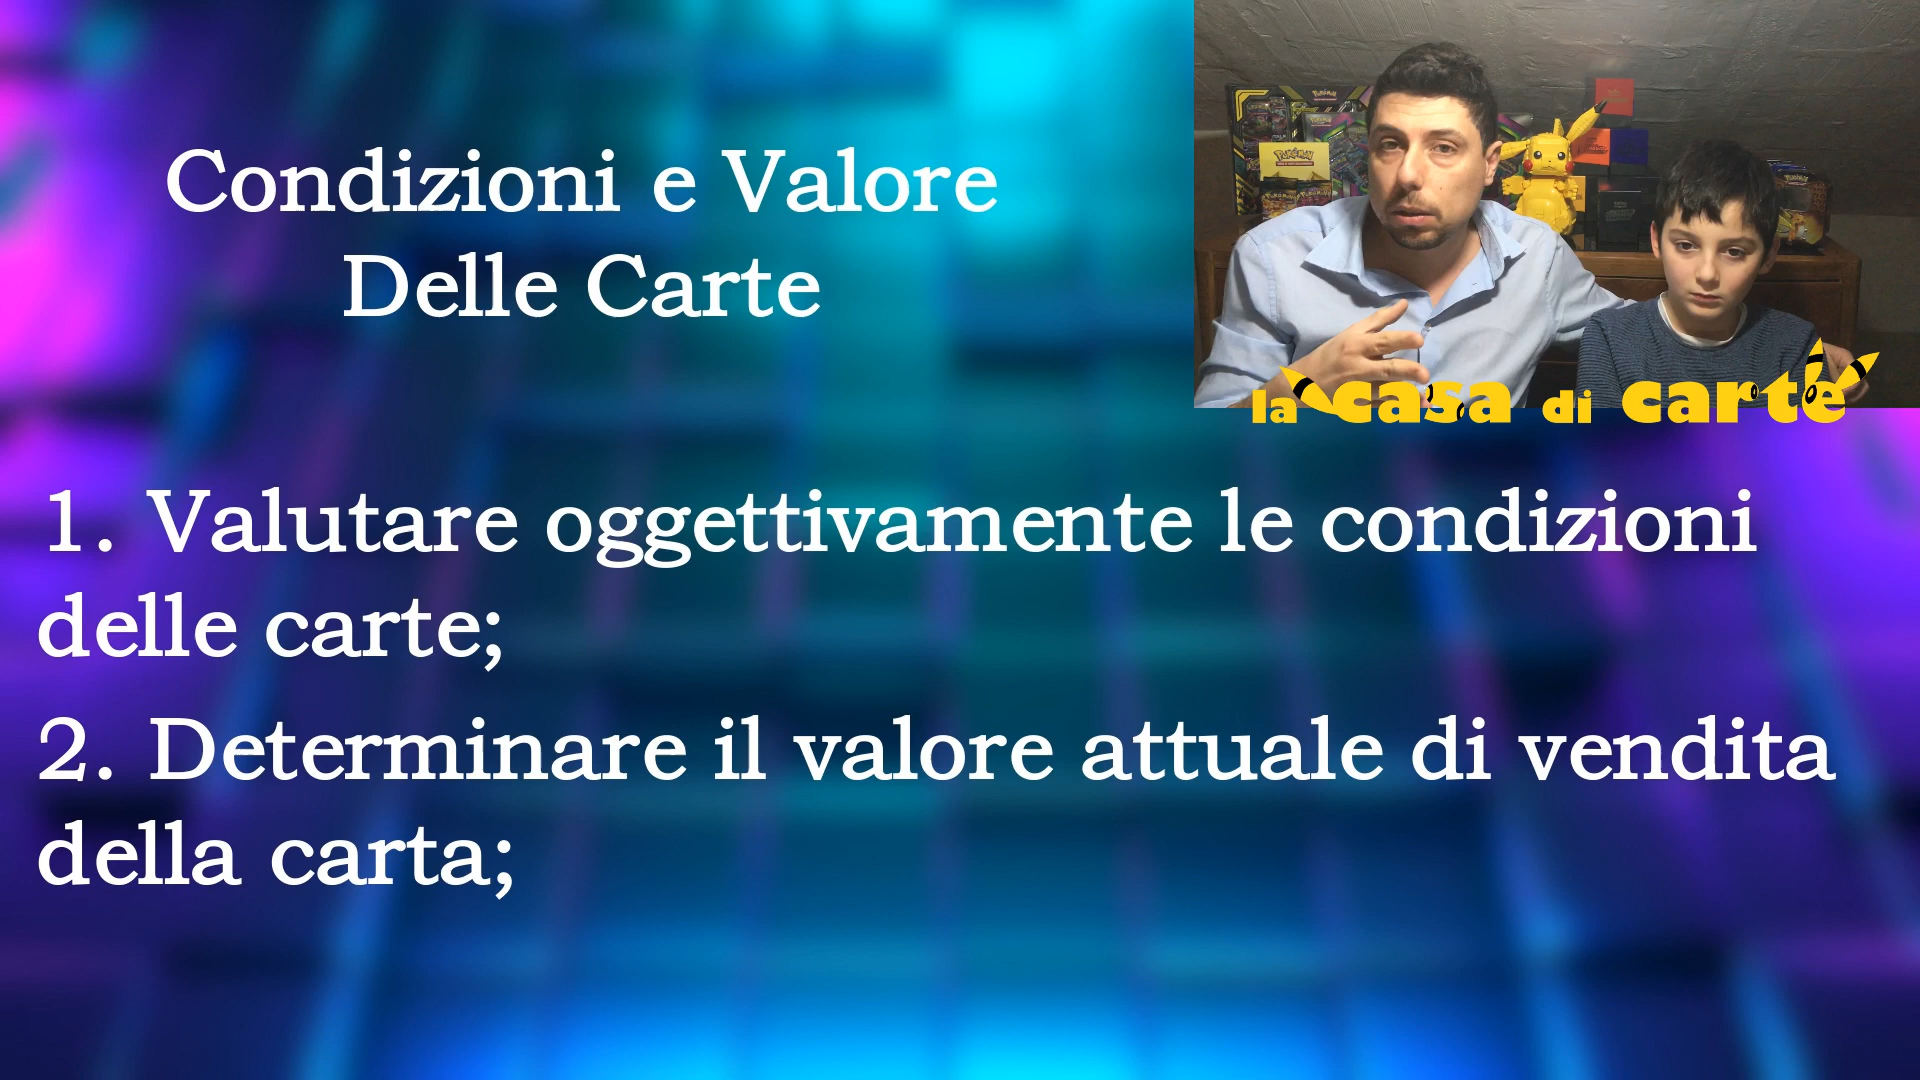 Condizioni e Valore
Delle Carte
Pokémon
la casa di carte
1. Valutare oggettivamente le condizioni
delle carte;
2. Determinare il valore attuale di vendita
della carta;